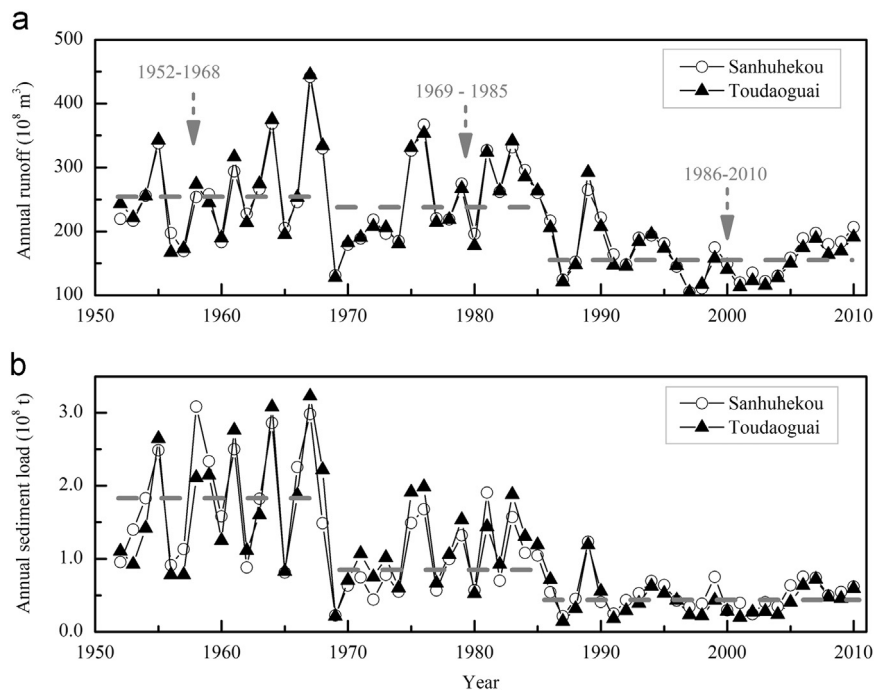 a
500
400
300
200
100
Annual runoff (10⁸ m³)
1952-1968
1969 - 1985
1986-2010
Sanhuhekou
Toudaoguai
1950 1960 1970 1980 1990 2000 2010
b
3.0
2.0
1.0
0.0
Annual sediment load (10⁸ t)
Sanhuhekou
Toudaoguai
1950 1960 1970 1980 1990 2000 2010
Year